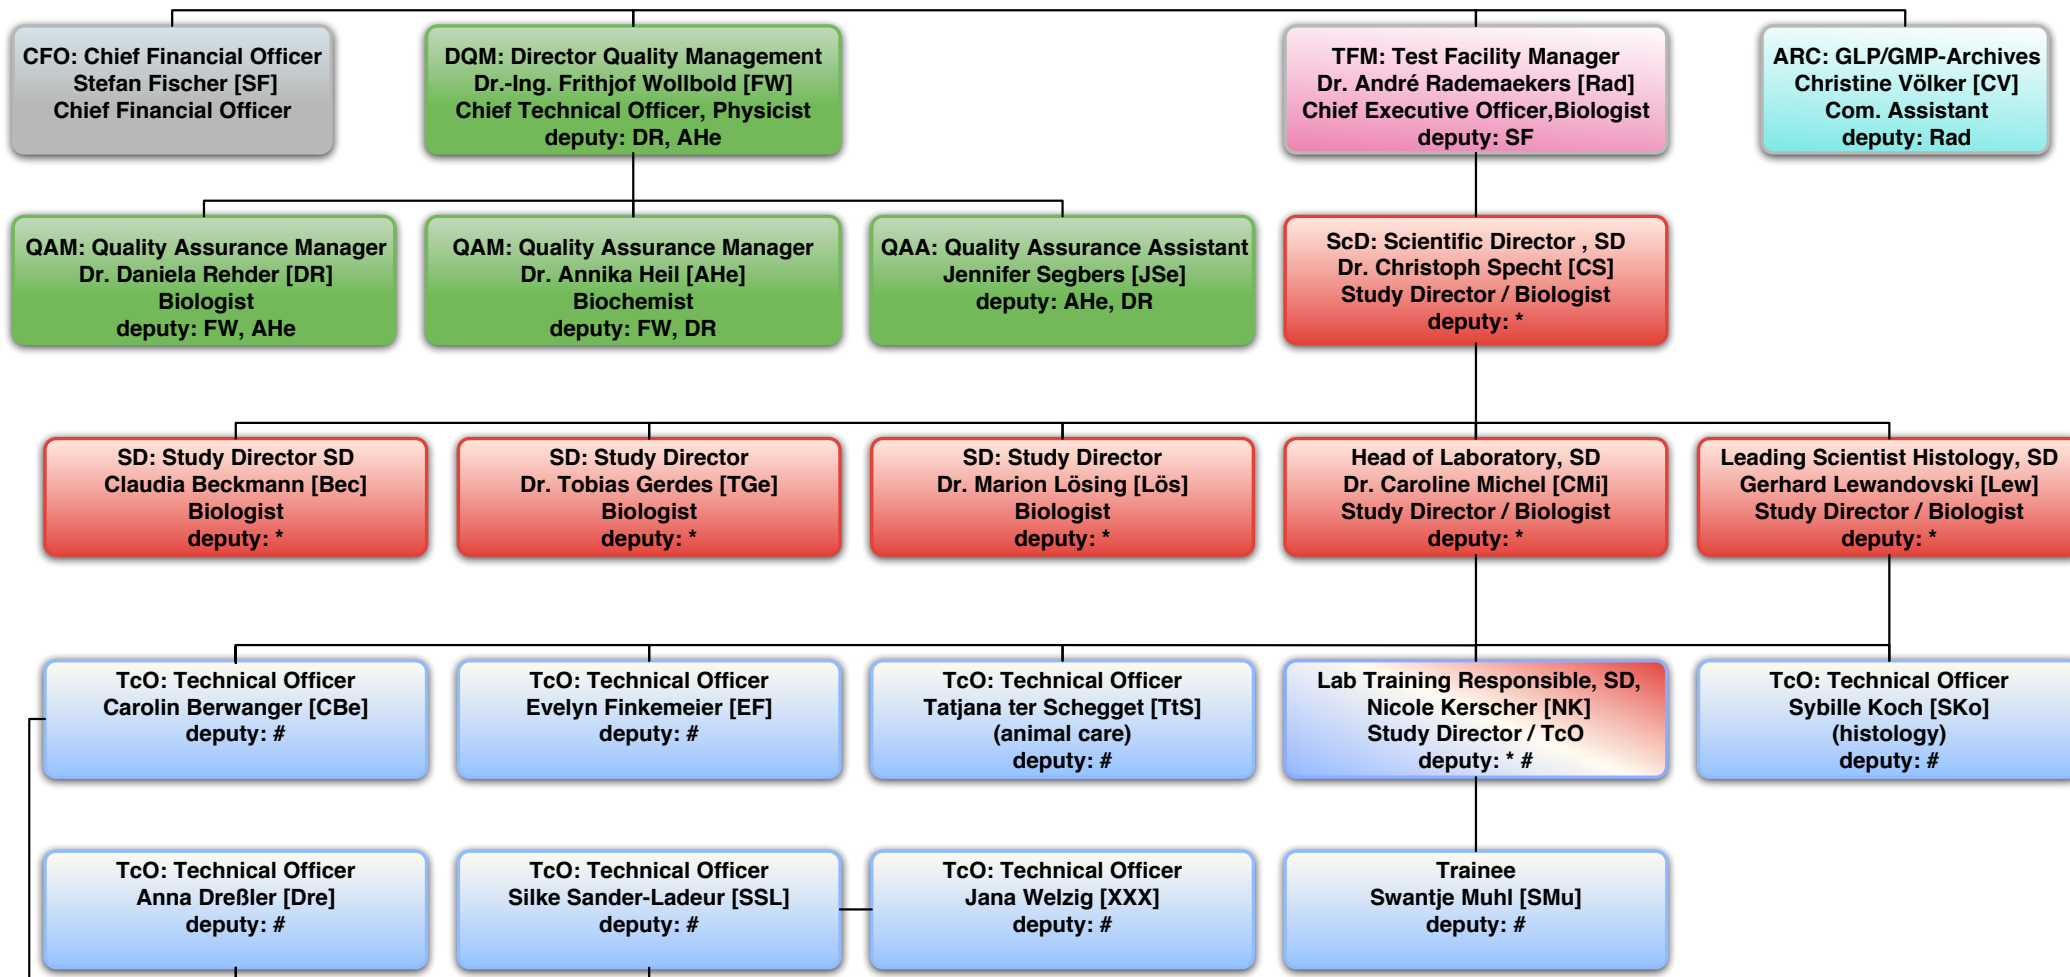 CFO: Chief Financial Officer
Stefan Fischer [SF]
Chief Financial Officer
DQM: Director Quality Management
Dr.-Ing. Frithjof Wollbold [FW]
Chief Technical Officer, Physicist
deputy: DR, AHe
TFM: Test Facility Manager
Dr. André Rademaekers [Rad]
Chief Executive Officer,Biologist
deputy: SF
ARC: GLP/GMP-Archives
Christine Völker [CV]
Com. Assistant
deputy: Rad
QAM: Quality Assurance Manager
Dr. Daniela Rehder [DR]
Biologist
deputy: FW, AHe
QAM: Quality Assurance Manager
Dr. Annika Heil [AHe]
Biochemist
deputy: FW, DR
QAA: Quality Assurance Assistant
Jennifer Segbers [JSe]
deputy: AHe, DR
ScD: Scientific Director , SD
Dr. Christoph Specht [CS]
Study Director / Biologist
deputy: *
SD: Study Director SD
Claudia Beckmann [Bec]
Biologist
deputy: *
SD: Study Director
Dr. Tobias Gerdes [TGe]
Biologist
deputy: *
SD: Study Director
Dr. Marion Lösing [Lös]
Biologist
deputy: *
Head of Laboratory, SD
Dr. Caroline Michel [CMi]
Study Director / Biologist
deputy: *
Leading Scientist Histology, SD
Gerhard Lewandovski [Lew]
Study Director / Biologist
deputy: *
TcO: Technical Officer
Carolin Berwanger [CBe]
deputy: #
TcO: Technical Officer
Evelyn Finkemeier [EF]
deputy: #
TcO: Technical Officer
Tatjana ter Schegget [TtS]
(animal care)
deputy: #
Lab Training Responsible, SD,
Nicole Kerscher [NK]
Study Director / TcO
deputy: * #
TcO: Technical Officer
Sybille Koch [SKo]
(histology)
deputy: #
TcO: Technical Officer
Anna Dreßler [Dre]
deputy: #
TcO: Technical Officer
Silke Sander-Ladeur [SSL]
deputy: #
TcO: Technical Officer
Jana Welzig [XXX]
deputy: #
Trainee
Swantje Muhl [SMu]
deputy: #